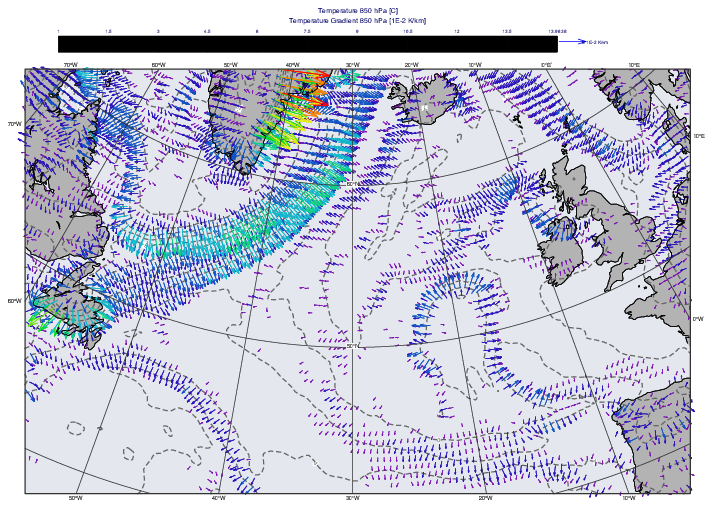 Temperature 850 hPa [C]
Temperature Gradient 850 hPa [1E-2 K/km]
1 1.5 3 4.5 6 7.5 9 10.5 12 13.5 13.9638
1E-2 K/km
70°W 60°W 50°W 40°W 30°W 20°W 10°W 0°E 10°E
70°W
10°E
60°N
60°W
0°W
50°N
50°W 40°W 30°W 20°W 10°W